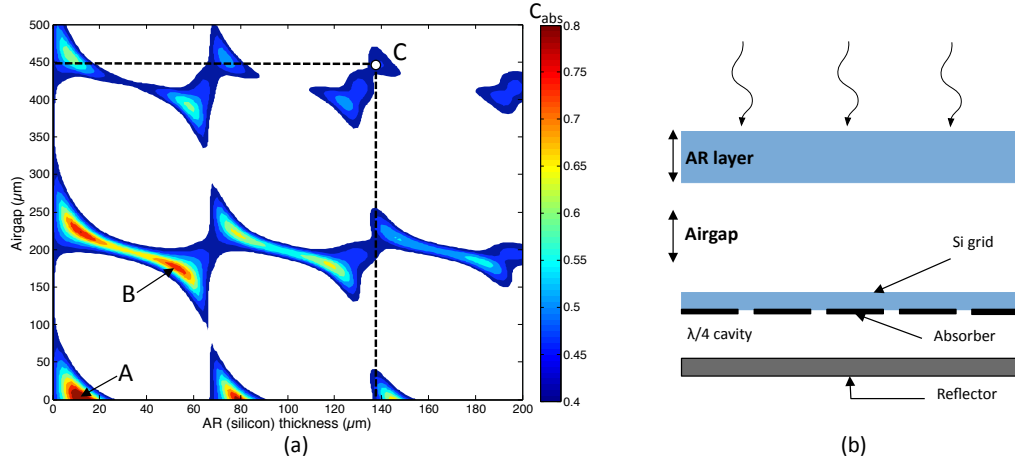 C_abs
500
450
400
350
300
250
200
150
100
50
0
Airgap (μm)
0 20 40 60 80 100 120 140 160 180 200
AR (silicon) thickness (μm)
A
B
C
0.8
0.75
0.7
0.65
0.6
0.55
0.5
0.45
0.4
(a)
AR layer
Airgap
Si grid
λ/4 cavity
Absorber
Reflector
(b)